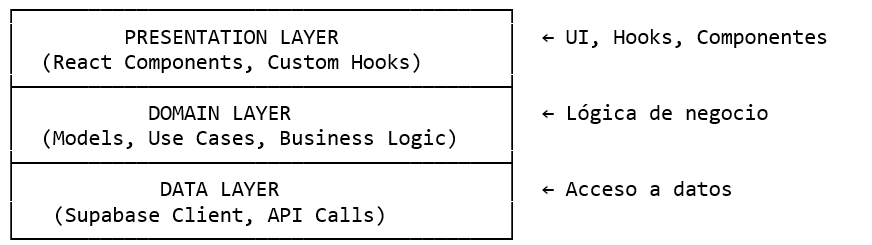 PRESENTATION LAYER ← UI, Hooks, Componentes
(React Components, Custom Hooks)
DOMAIN LAYER ← Lógica de negocio
(Models, Use Cases, Business Logic)
DATA LAYER ← Acceso a datos
(Supabase Client, API Calls)